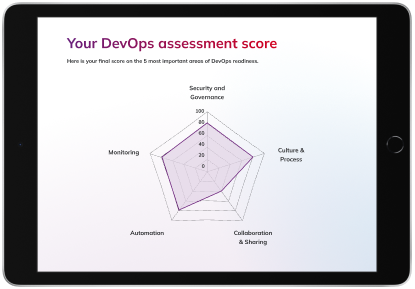 Your DevOps assessment score
Here is your final score on the 5 most important areas of DevOps readiness.
Security and
Governance
100
80
60
40
20
0
Culture &
Process
Monitoring
Automation
Collaboration
& Sharing